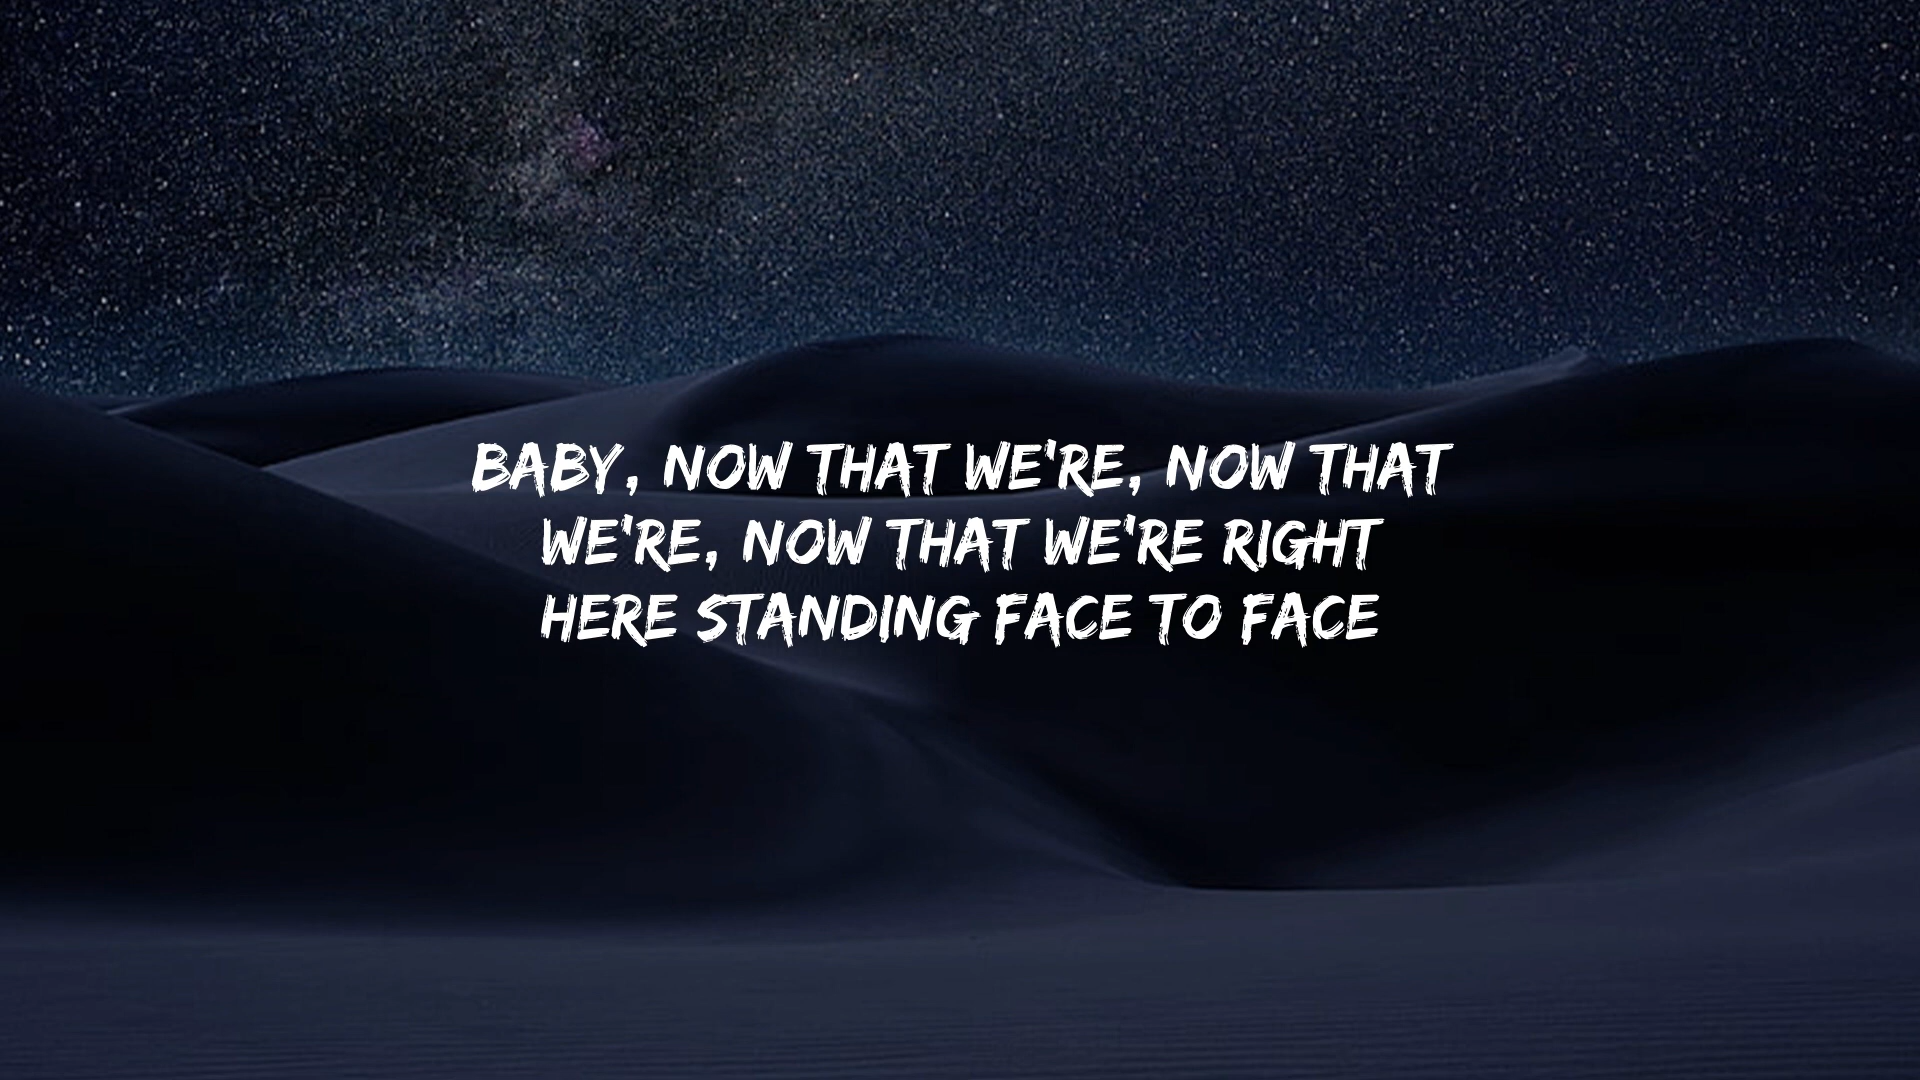 BABY, NOW THAT WE'RE, NOW THAT
WE'RE, NOW THAT WE'RE RIGHT
HERE STANDING FACE TO FACE